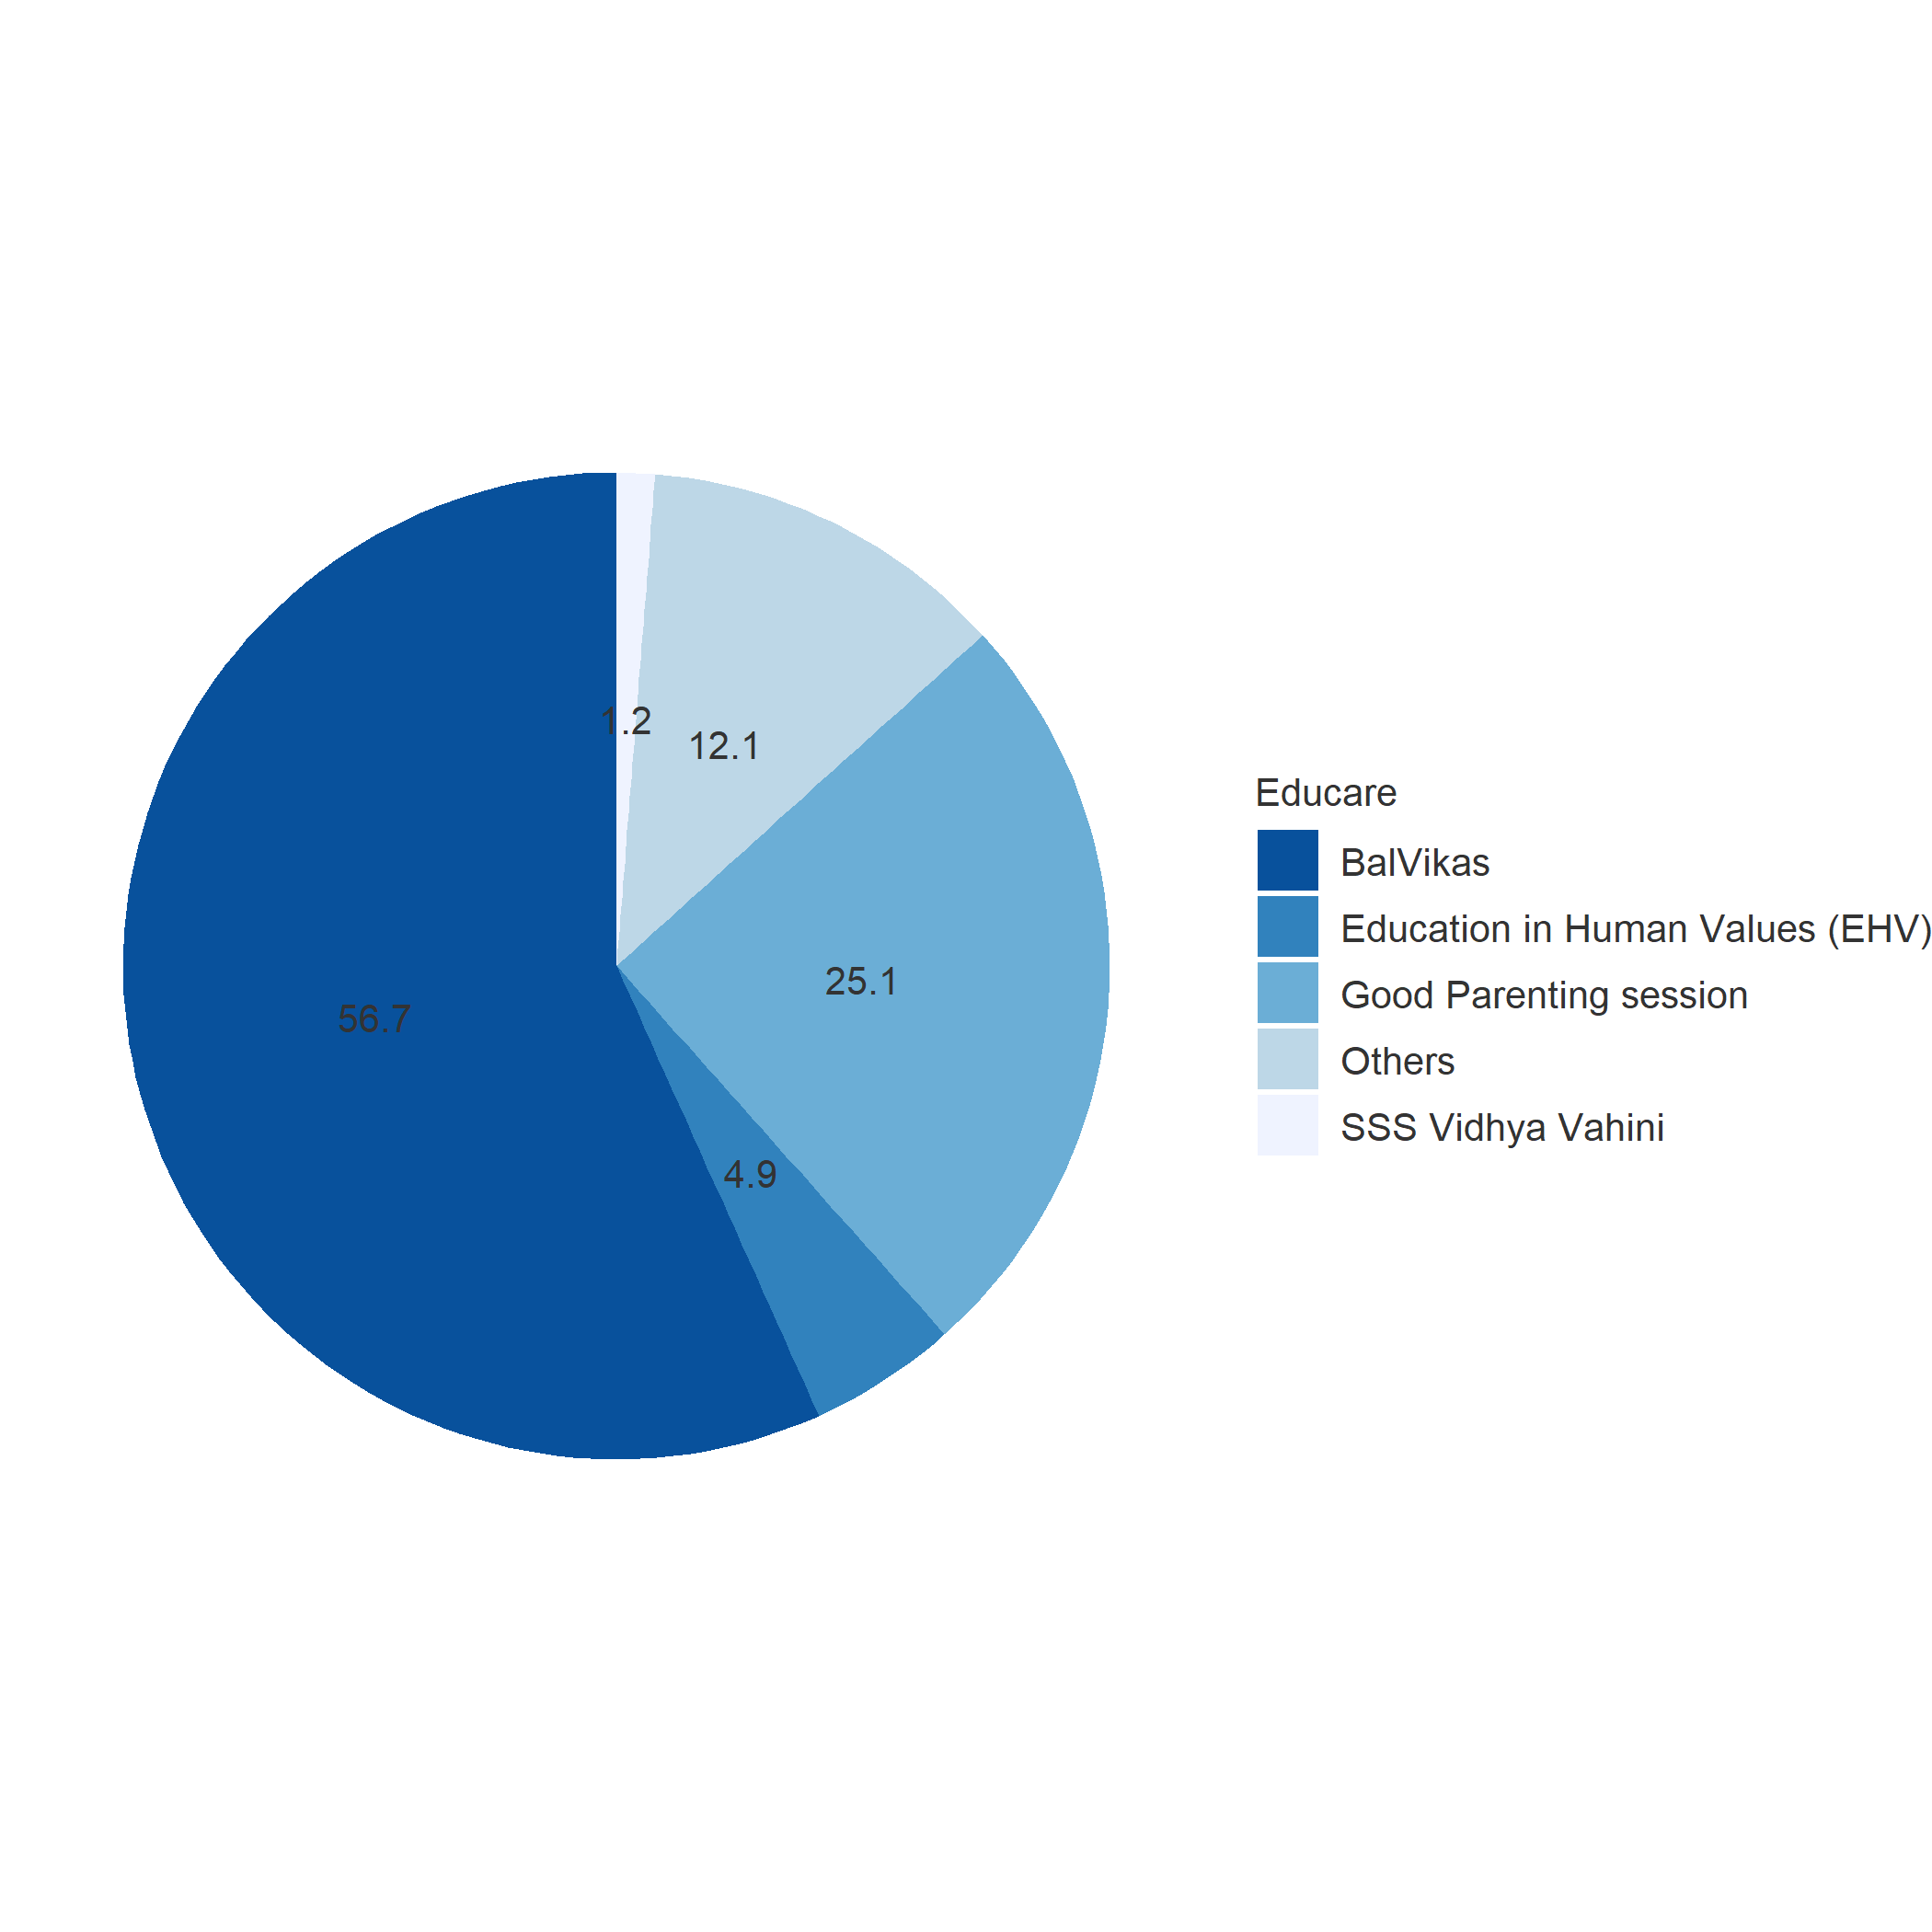 1.2
12.1
25.1
56.7
4.9
Educare
BalVikas
Education in Human Values (EHV)
Good Parenting session
Others
SSS Vidhya Vahini